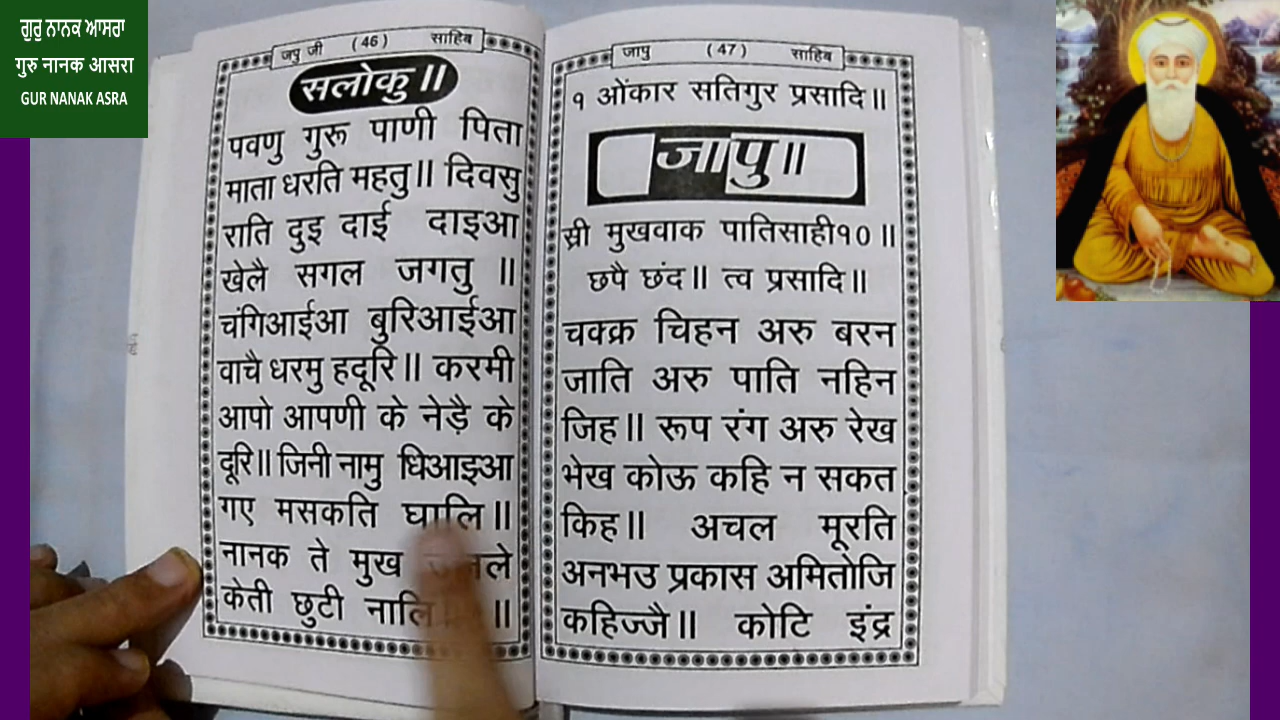 ਗੁਰੂ ਨਾਨਕ ਆਸਰਾ
गुरु नानक आसरा
GUR NANAK ASRA
जपु जी (46) साहिब
सलोकु॥
पवणु गुरू पाणी पिता
माता धरति महतु॥ दिवसु
राति दुइ दाई दाइआ
खेलै सगल जगतु ॥
चंगिआईआ बुरिआईआ
वाचै धरमु हदूरि॥ करमी
आपो आपणी के नेड़ै के
दूरि॥ जिनी नामु धिआइआ
गए मसकति घालि॥
नानक ते मुख
केती छुटी नालि ॥
जापु (47) साहिब
१ ओंकार सतिगुर प्रसादि॥
जापु॥
स्री मुखवाक पातिसाही१०॥
छपै छंद॥ त्व प्रसादि॥
चक्क्र चिहन अरु बरन
जाति अरु पाति नहिन
जिह॥ रूप रंग अरु रेख
भेख कोऊ कहि न सकत
किह॥ अचल मूरति
अनभउ प्रकास अमितोजि
कहिज्जै॥ कोटि इंद्र